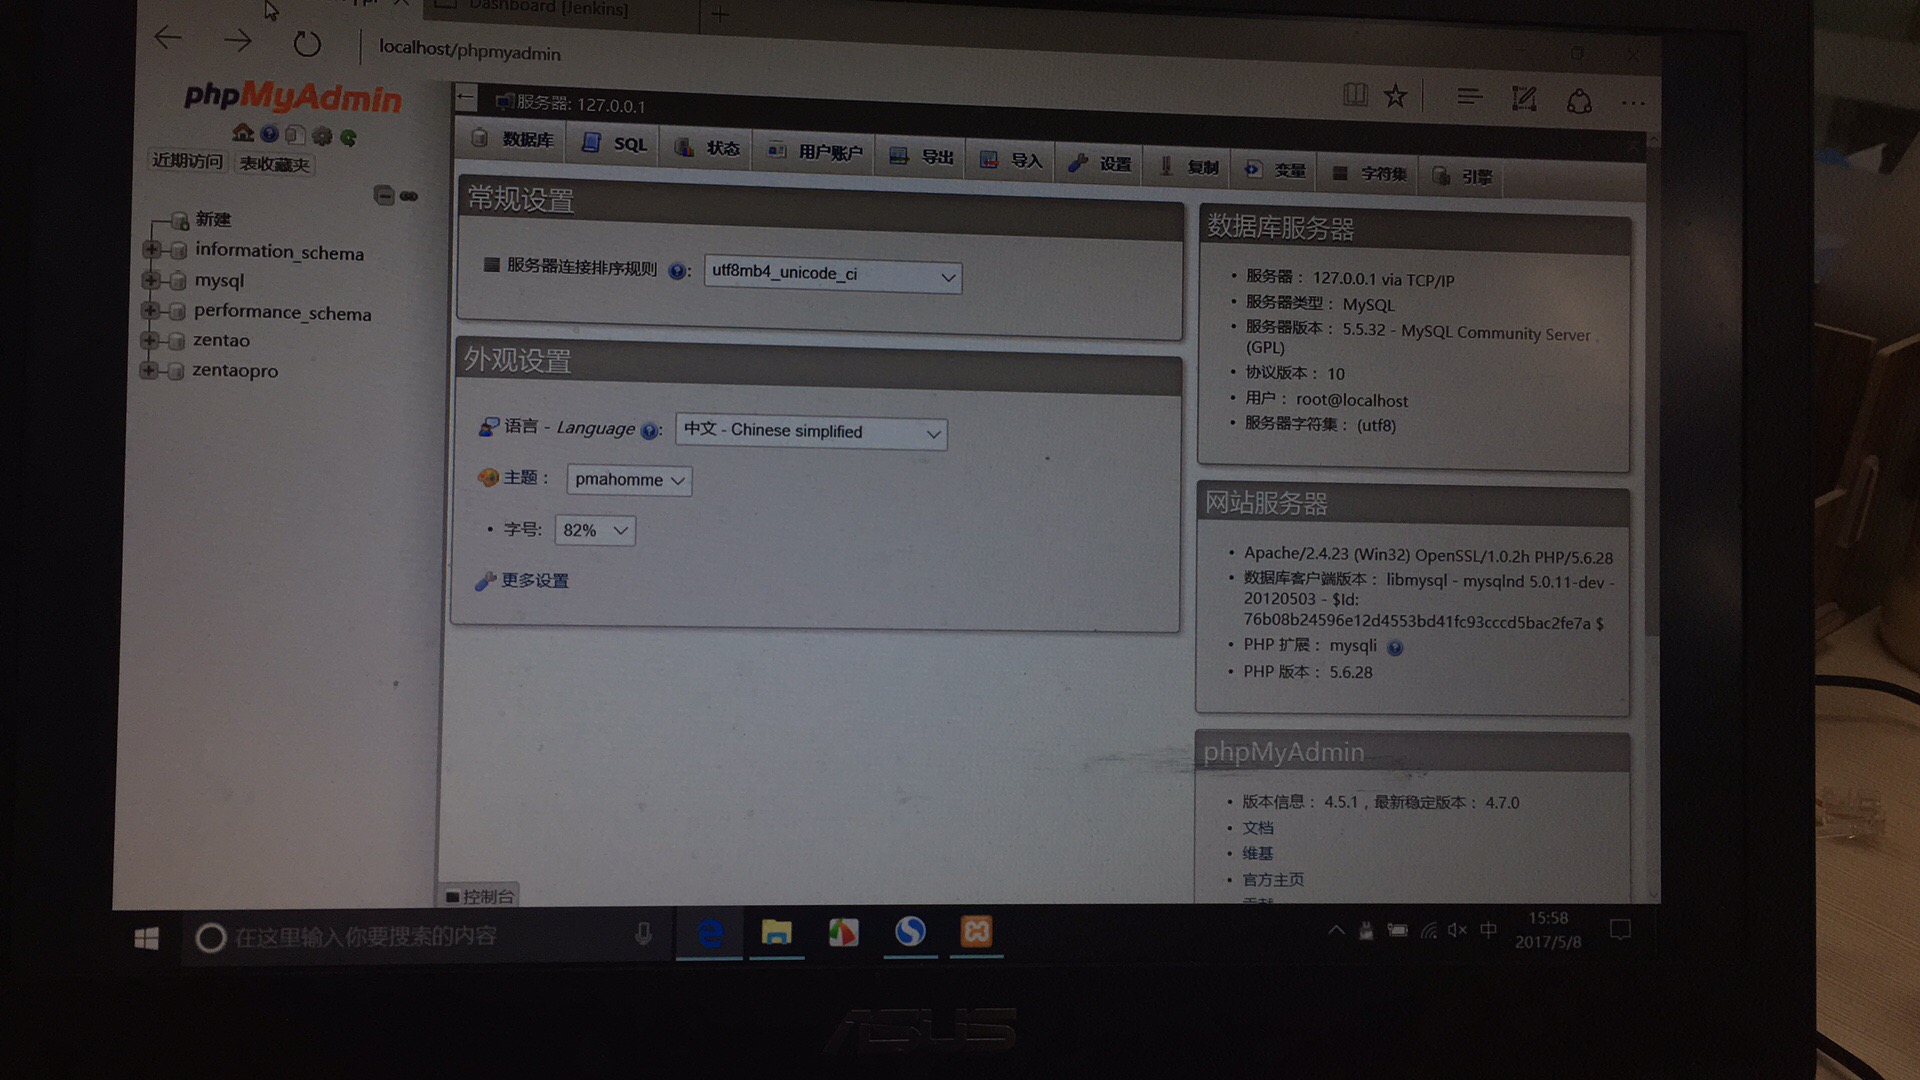 Dashboard [Jenkins]
localhost/phpmyadmin
phpMyAdmin
近期访问 表收藏夹
新建
information_schema
mysql
performance_schema
zentao
zentaopro
服务器: 127.0.0.1
数据库 SQL 状态 用户账户 导出 导入 设置 复制 变量 字符集 引擎
常规设置
服务器连接排序规则 : utf8mb4_unicode_ci
外观设置
语言 - Language : 中文 - Chinese simplified
主题： pmahomme
• 字号: 82%
更多设置
数据库服务器
• 服务器： 127.0.0.1 via TCP/IP
• 服务器类型： MySQL
• 服务器版本： 5.5.32 - MySQL Community Server
(GPL)
• 协议版本： 10
• 用户： root@localhost
• 服务器字符集： (utf8)
网站服务器
• Apache/2.4.23 (Win32) OpenSSL/1.0.2h PHP/5.6.28
• 数据库客户端版本： libmysql - mysqlnd 5.0.11-dev -
20120503 - $Id:
76b08b24596e12d4553bd41fc93cccd5bac2fe7a $
• PHP 扩展： mysqli
• PHP 版本： 5.6.28
phpMyAdmin
• 版本信息： 4.5.1，最新稳定版本： 4.7.0
• 文档
• 维基
• 官方主页
控制台
在这里输入你要搜索的内容
中
15:58
2017/5/8
ASUS